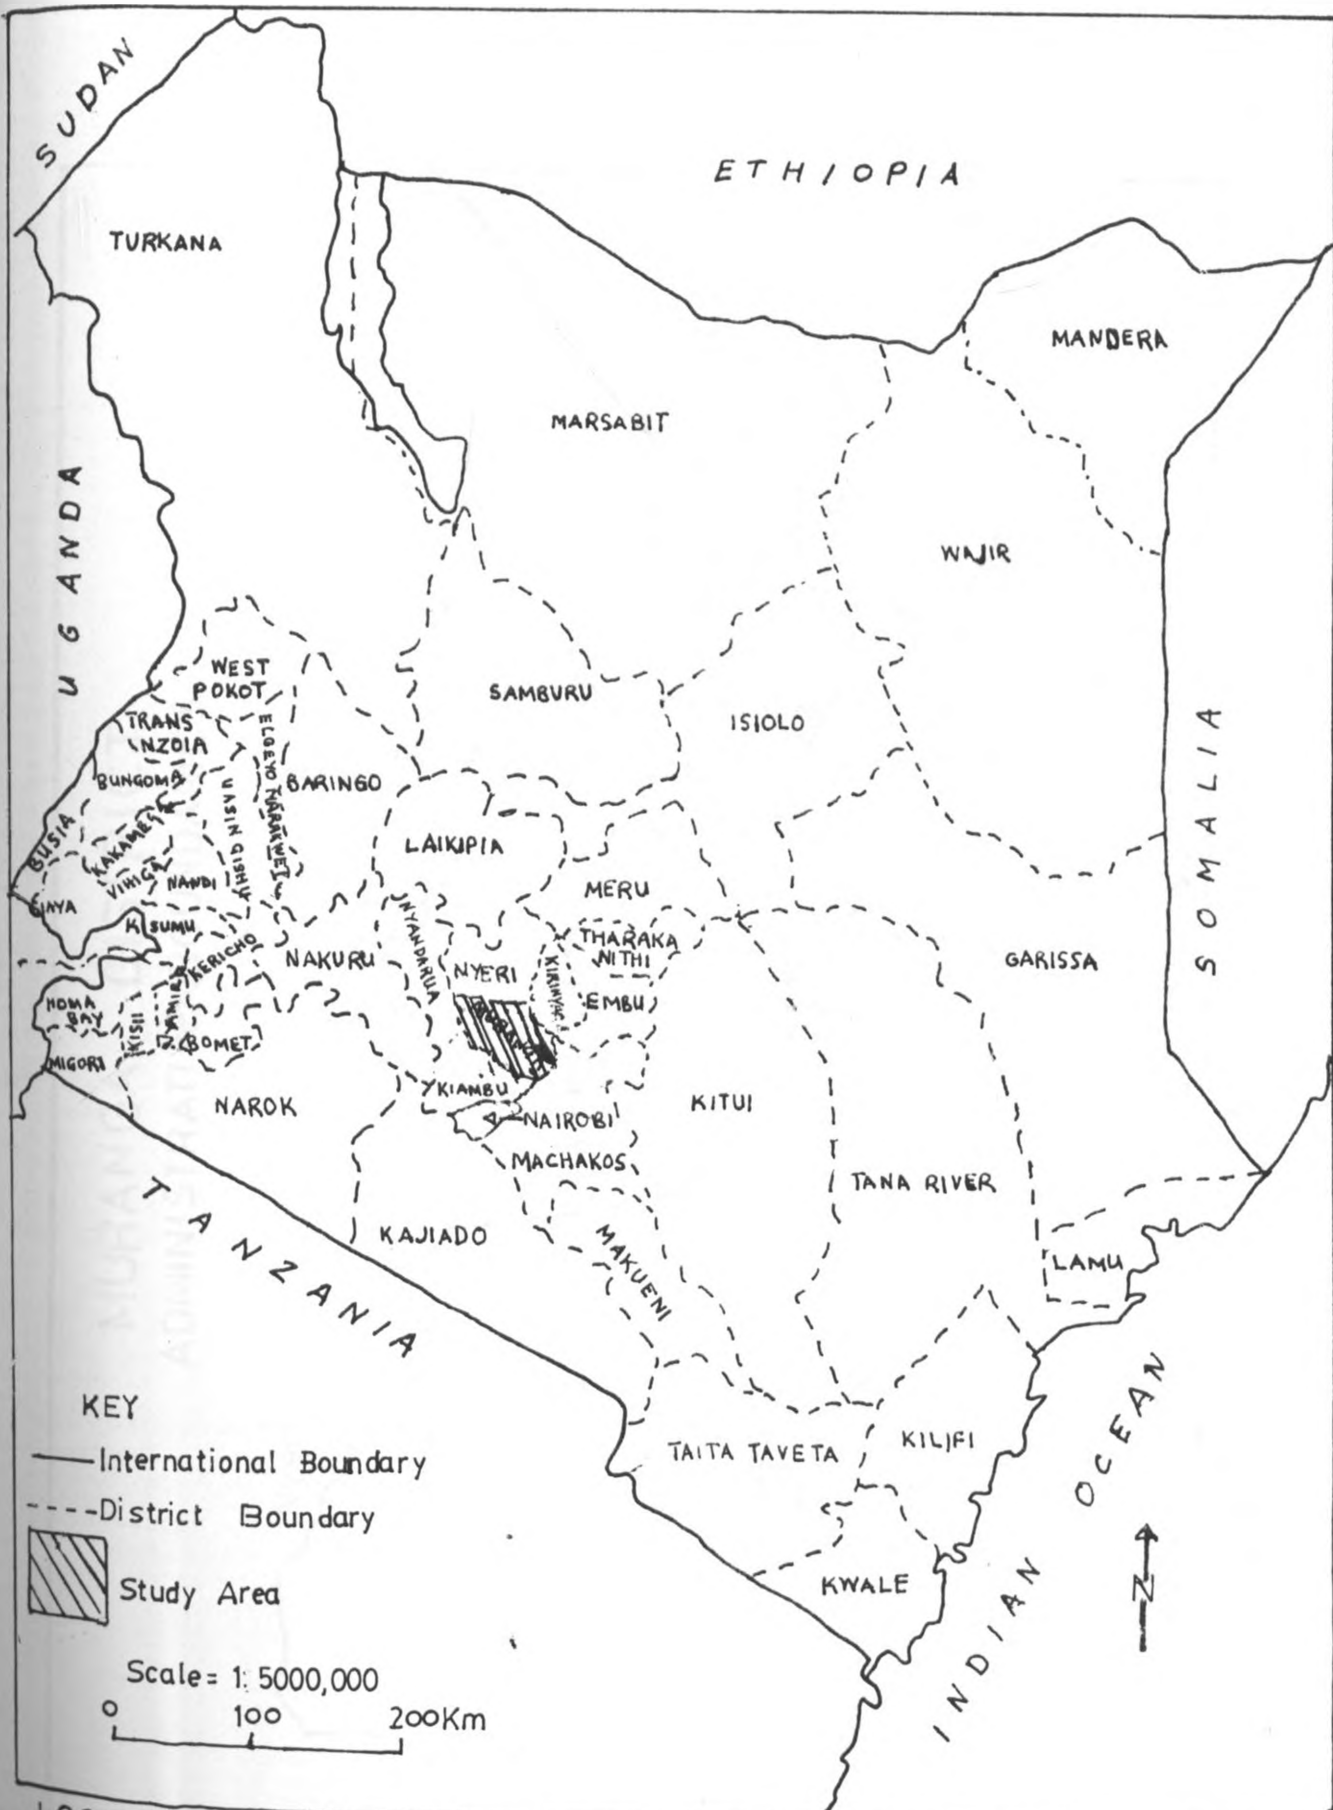 SUDAN
ETHIOPIA
TURKANA
MANDERA
MARSABIT
UGANDA
WAJIR
WEST
POKOT
SAMBURU
TRANS
NZOIA
ISIOLO
SOMALIA
ELGEYO MARAKWET
BUNGOMA
BARINGO
UASIN GISHU
BUSIA
KAKAMEGA
LAIKIPIA
VIHIGA
NANDI
MERU
KISUMU
NYANDARUA
THARAKA
NITHI
KERICHO
NAKURU
NYERI
GARISSA
HOMA
BAY
EMBU
KISII
BOMET
MIGORI
KIAMBU
NAROK
NAIROBI
KITUI
MACHAKOS
TANA RIVER
TANZANIA
KAJIADO
MAKUENI
LAMU
KEY
International Boundary
District Boundary
Study Area
TAITA TAVETA
KILIFI
INDIAN OCEAN
KWALE
N
Scale = 1: 5000,000
0 100 200Km